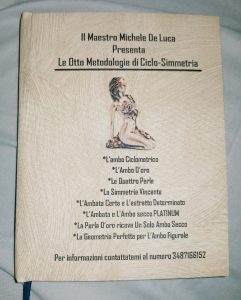 Il Maestro Michele De Luca
Presenta
Le Otto Metodologie di Ciclo-Simmetria
*L'ambo Ciclometrico
*L'Ambo D'oro
*Le Quattro Perle
*La Simmetria Vincente
*L'Ambata Certa e L'estratto Determinato
*L'Ambata e L'Ambo secco PLATINUM
*La Perla D'oro ricava Un Solo Ambo Secco
*La Geometria Perfetta per L'Ambo Figurale
Per informazioni contattatemi al numero 3487166152